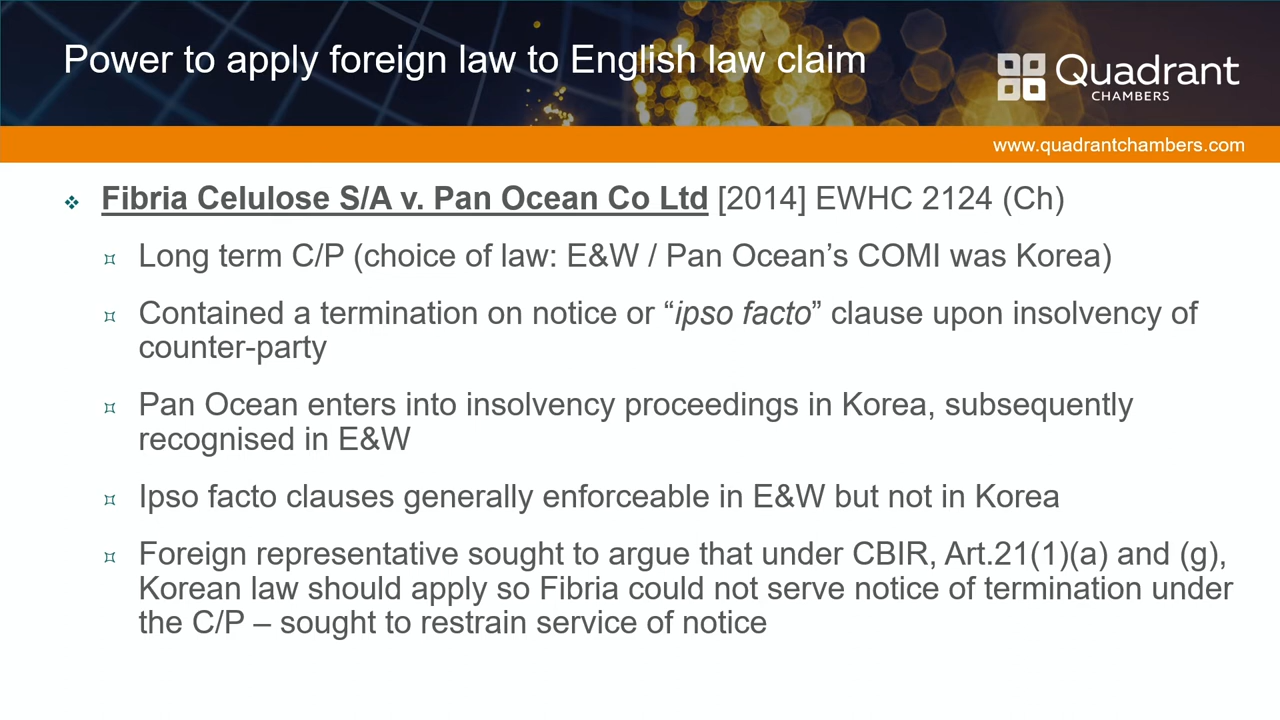 Power to apply foreign law to English law claim
Quadrant
CHAMBERS
www.quadrantchambers.com
Fibria Celulose S/A v. Pan Ocean Co Ltd [2014] EWHC 2124 (Ch)
Long term C/P (choice of law: E&W / Pan Ocean’s COMI was Korea)
Contained a termination on notice or “ipso facto” clause upon insolvency of
counter-party
Pan Ocean enters into insolvency proceedings in Korea, subsequently
recognised in E&W
Ipso facto clauses generally enforceable in E&W but not in Korea
Foreign representative sought to argue that under CBIR, Art.21(1)(a) and (g),
Korean law should apply so Fibria could not serve notice of termination under
the C/P – sought to restrain service of notice